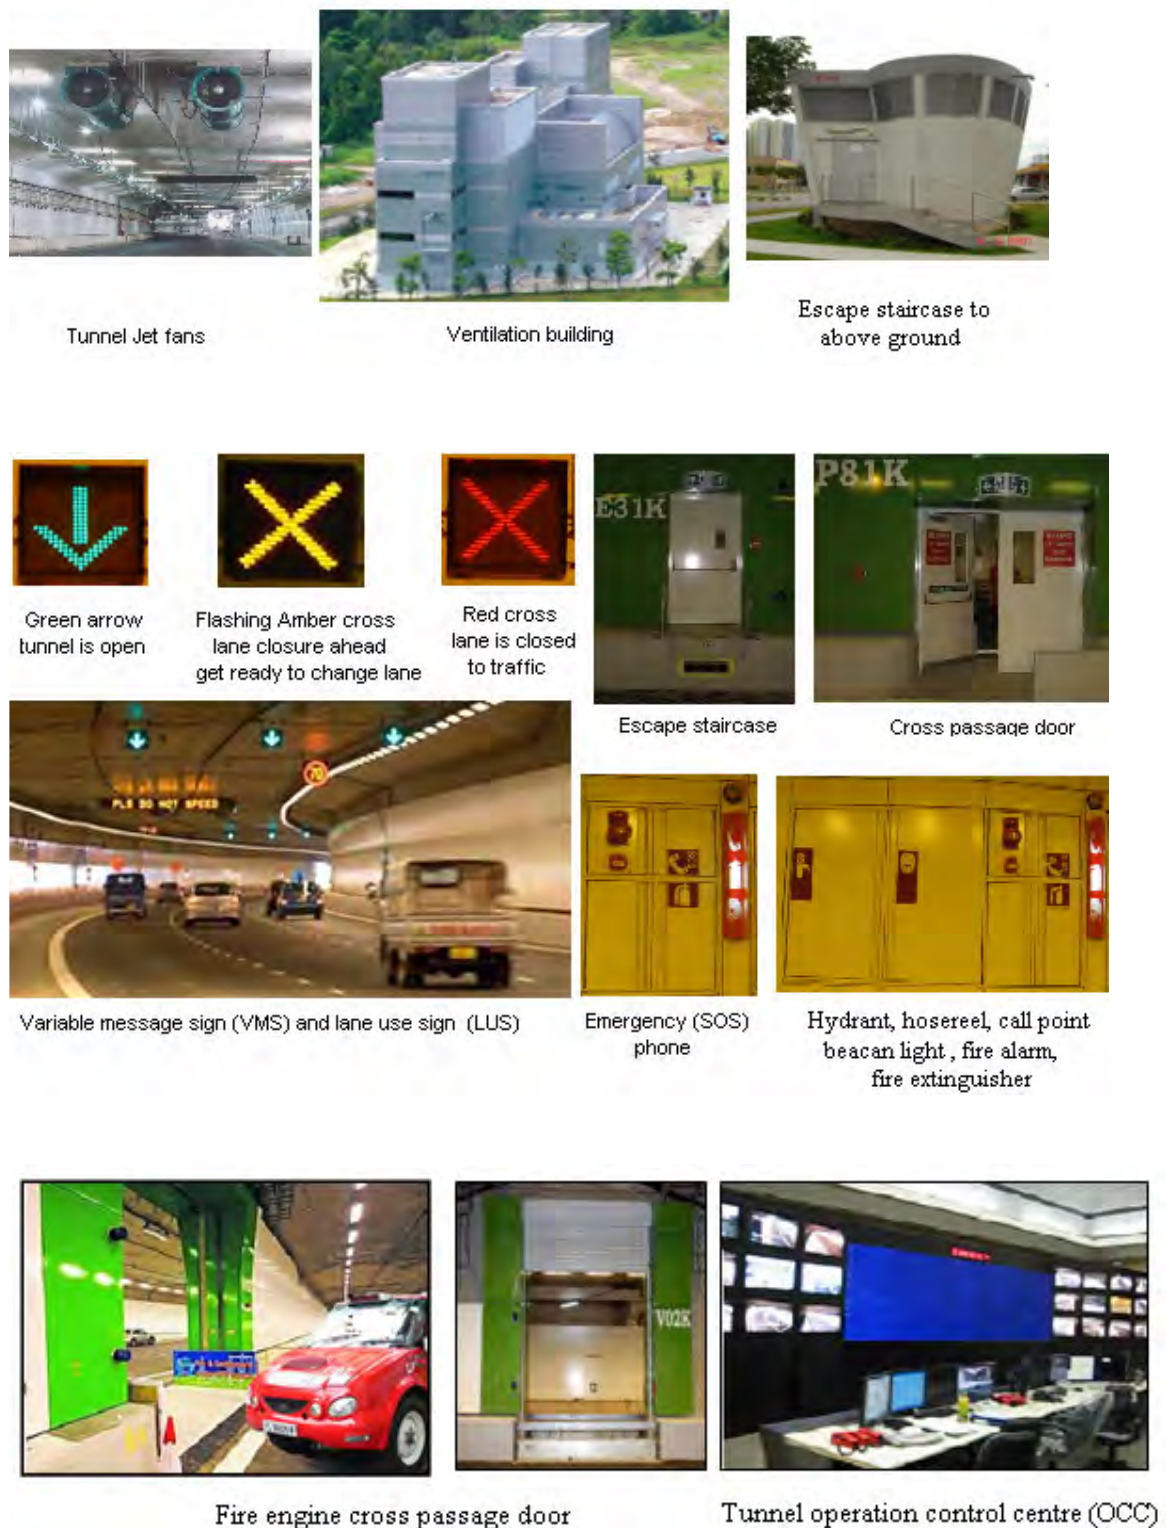 Tunnel Jet fans
Ventilation building
Escape staircase to
above ground
Green arrow
tunnel is open
Flashing Amber cross
lane closure ahead
get ready to change lane
Red cross
lane is closed
to traffic
E31K
Escape staircase
P81K
Cross passage door
70
PLS DO NOT SPEED
Variable message sign (VMS) and lane use sign (LUS)
Emergency (SOS)
phone
Hydrant, hosereel, call point
beacan light , fire alarm,
fire extinguisher
A
V02K
Fire engine cross passage door
Tunnel operation control centre (OCC)